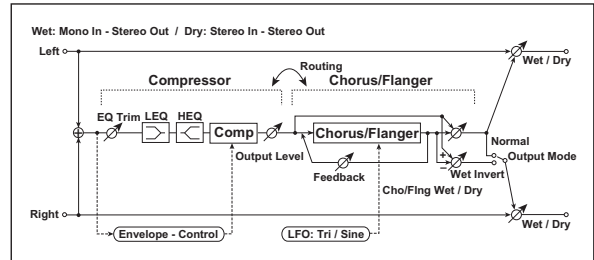 Wet: Mono In - Stereo Out / Dry: Stereo In - Stereo Out
Left
Wet / Dry
Routing
Compressor
Chorus/Flanger
EQ Trim
LEQ
HEQ
Comp
Chorus/Flanger
Output Level
Normal
Output Mode
+
−
Wet Invert
Feedback
Cho/Flng Wet / Dry
Right
Wet / Dry
Envelope - Control
LFO: Tri / Sine